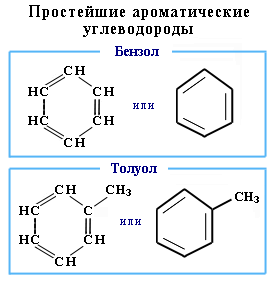 Простейшие ароматические
углеводороды
Бензол
CH
HC CH
или
HC CH
CH
Толуол
CH CH3
HC C CH3
или
HC CH
CH